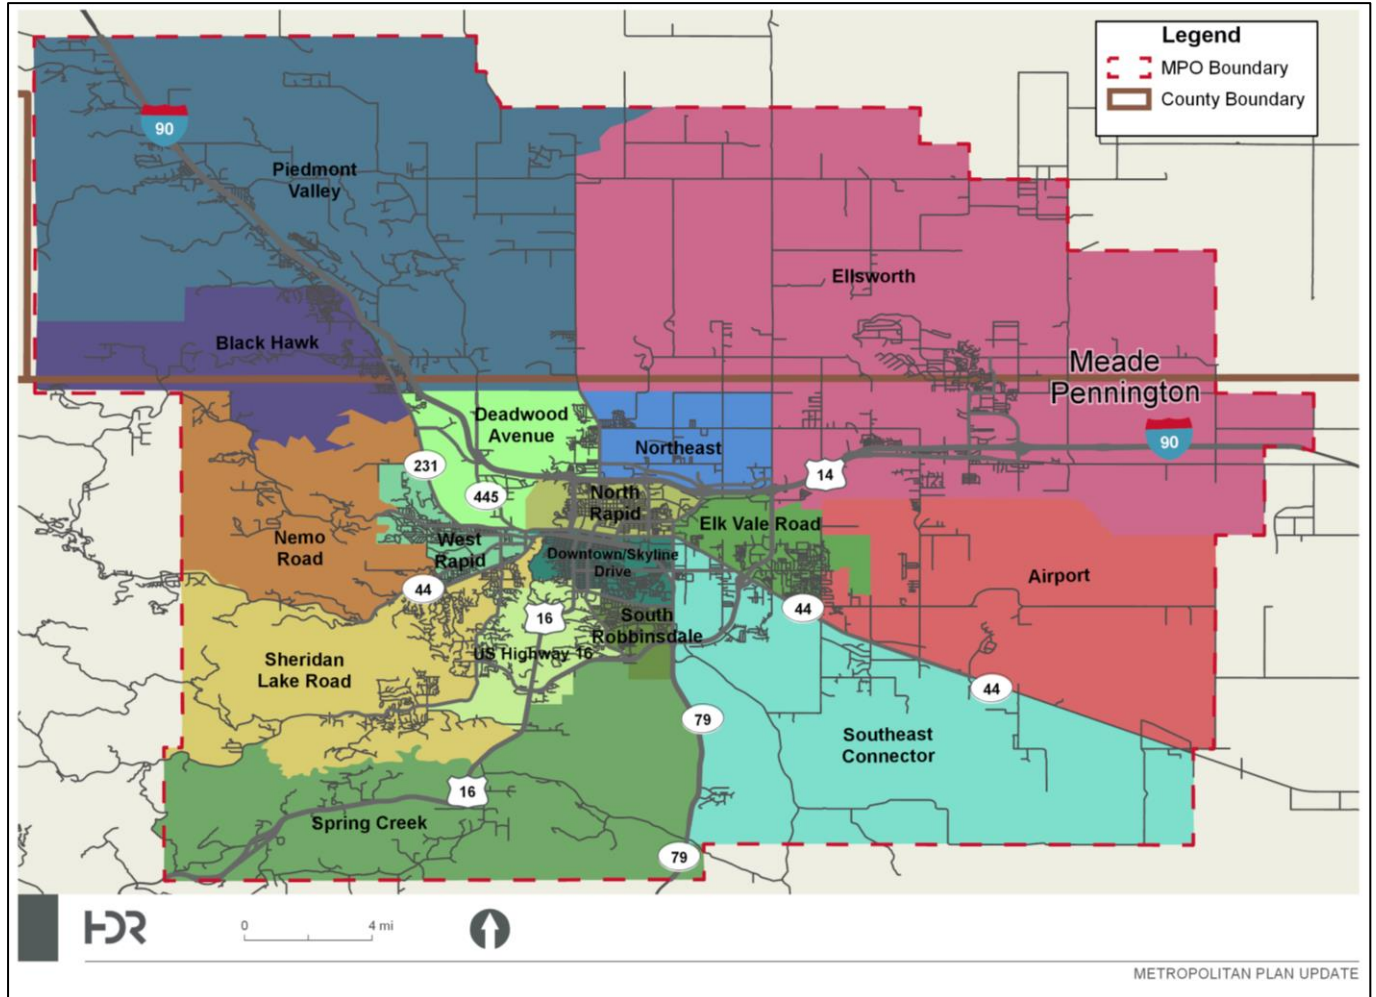 Legend
MPO Boundary
County Boundary
90
Piedmont
Valley
Ellsworth
Black Hawk
Meade
Pennington
Deadwood
Avenue
Northeast
90
231
14
445
North
Rapid
Elk Vale Road
Nemo
Road
West
Rapid
Downtown/Skyline
Drive
Airport
44
16
44
South
Robbinsdale
US Highway 16
Sheridan
Lake Road
44
79
Southeast
Connector
16
Spring Creek
79
HDR
0
4 mi
METROPOLITAN PLAN UPDATE